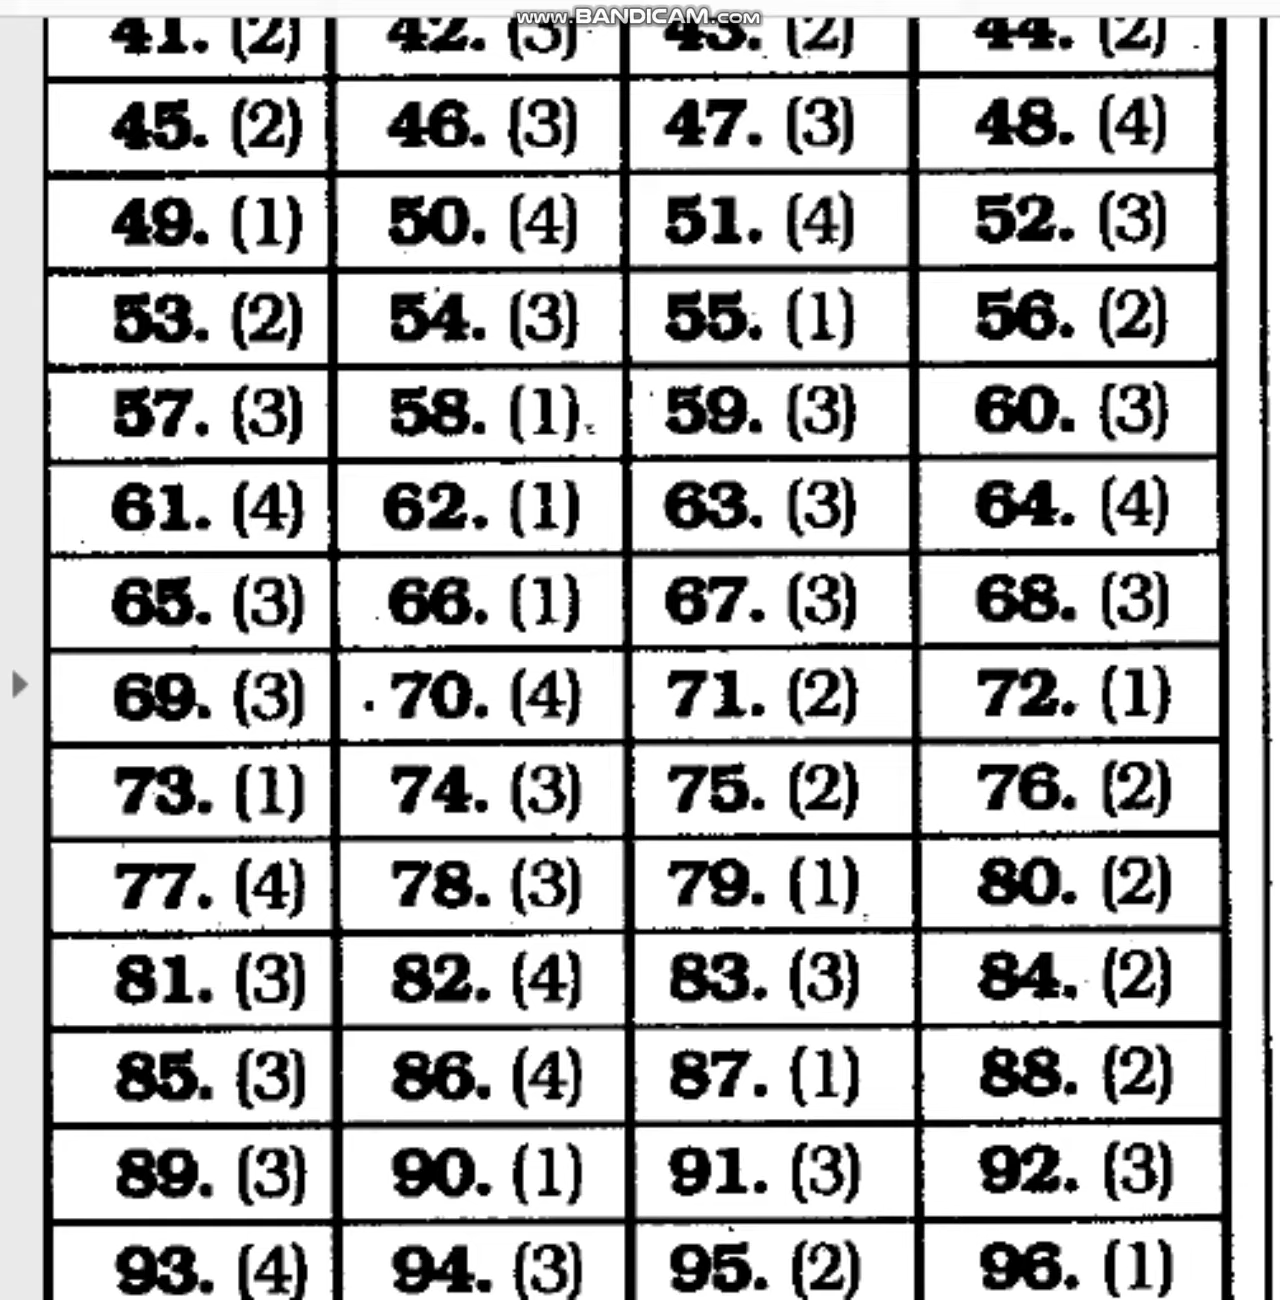 www.BANDICAM.com
41. (2) 42. (3) 43. (2) 44. (2)
45. (2) 46. (3) 47. (3) 48. (4)
49. (1) 50. (4) 51. (4) 52. (3)
53. (2) 54. (3) 55. (1) 56. (2)
57. (3) 58. (1) 59. (3) 60. (3)
61. (4) 62. (1) 63. (3) 64. (4)
65. (3) 66. (1) 67. (3) 68. (3)
69. (3) 70. (4) 71. (2) 72. (1)
73. (1) 74. (3) 75. (2) 76. (2)
77. (4) 78. (3) 79. (1) 80. (2)
81. (3) 82. (4) 83. (3) 84. (2)
85. (3) 86. (4) 87. (1) 88. (2)
89. (3) 90. (1) 91. (3) 92. (3)
93. (4) 94. (3) 95. (2) 96. (1)